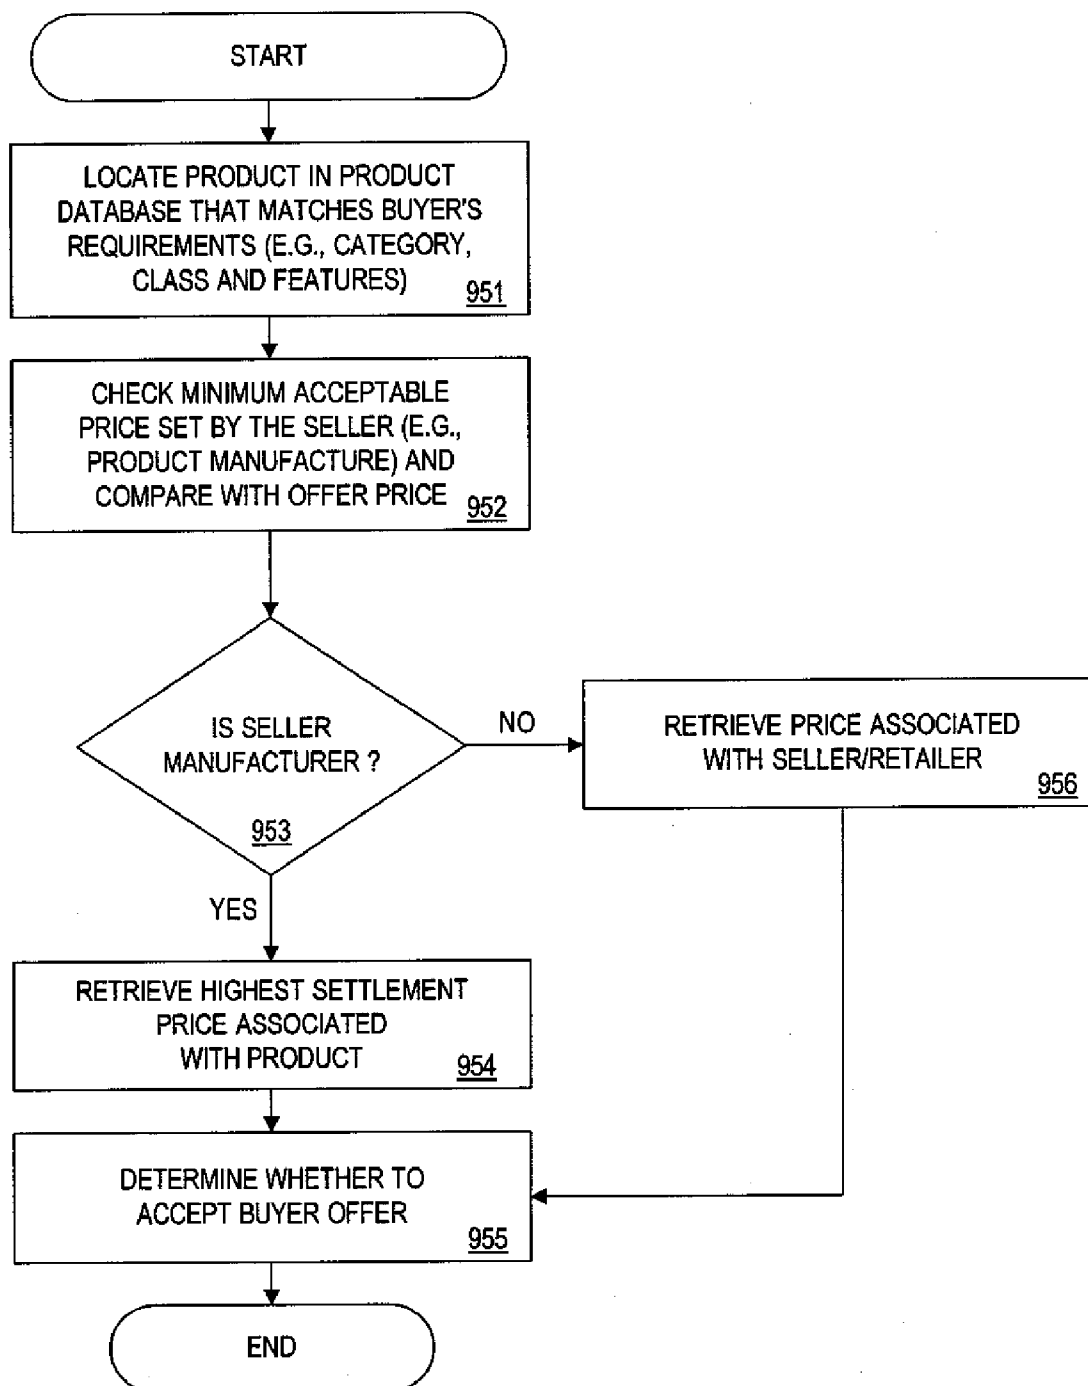 START
LOCATE PRODUCT IN PRODUCT
DATABASE THAT MATCHES BUYER'S
REQUIREMENTS (E.G., CATEGORY,
CLASS AND FEATURES)
951
CHECK MINIMUM ACCEPTABLE
PRICE SET BY THE SELLER (E.G.,
PRODUCT MANUFACTURE) AND
COMPARE WITH OFFER PRICE
952
IS SELLER
MANUFACTURER ?
953
NO
RETRIEVE PRICE ASSOCIATED
WITH SELLER/RETAILER
956
YES
RETRIEVE HIGHEST SETTLEMENT
PRICE ASSOCIATED
WITH PRODUCT
954
DETERMINE WHETHER TO
ACCEPT BUYER OFFER
955
END